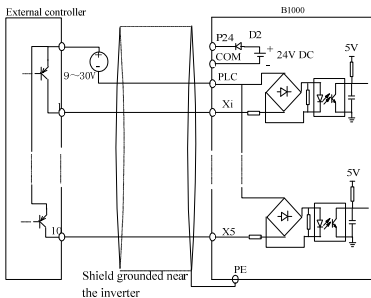 External controller
B1000
P24
D2
5V
COM
+
24V DC
-
+
-
9~30V
PLC
1
Xi
5V
10
X5
Shield grounded near
the inverter
PE